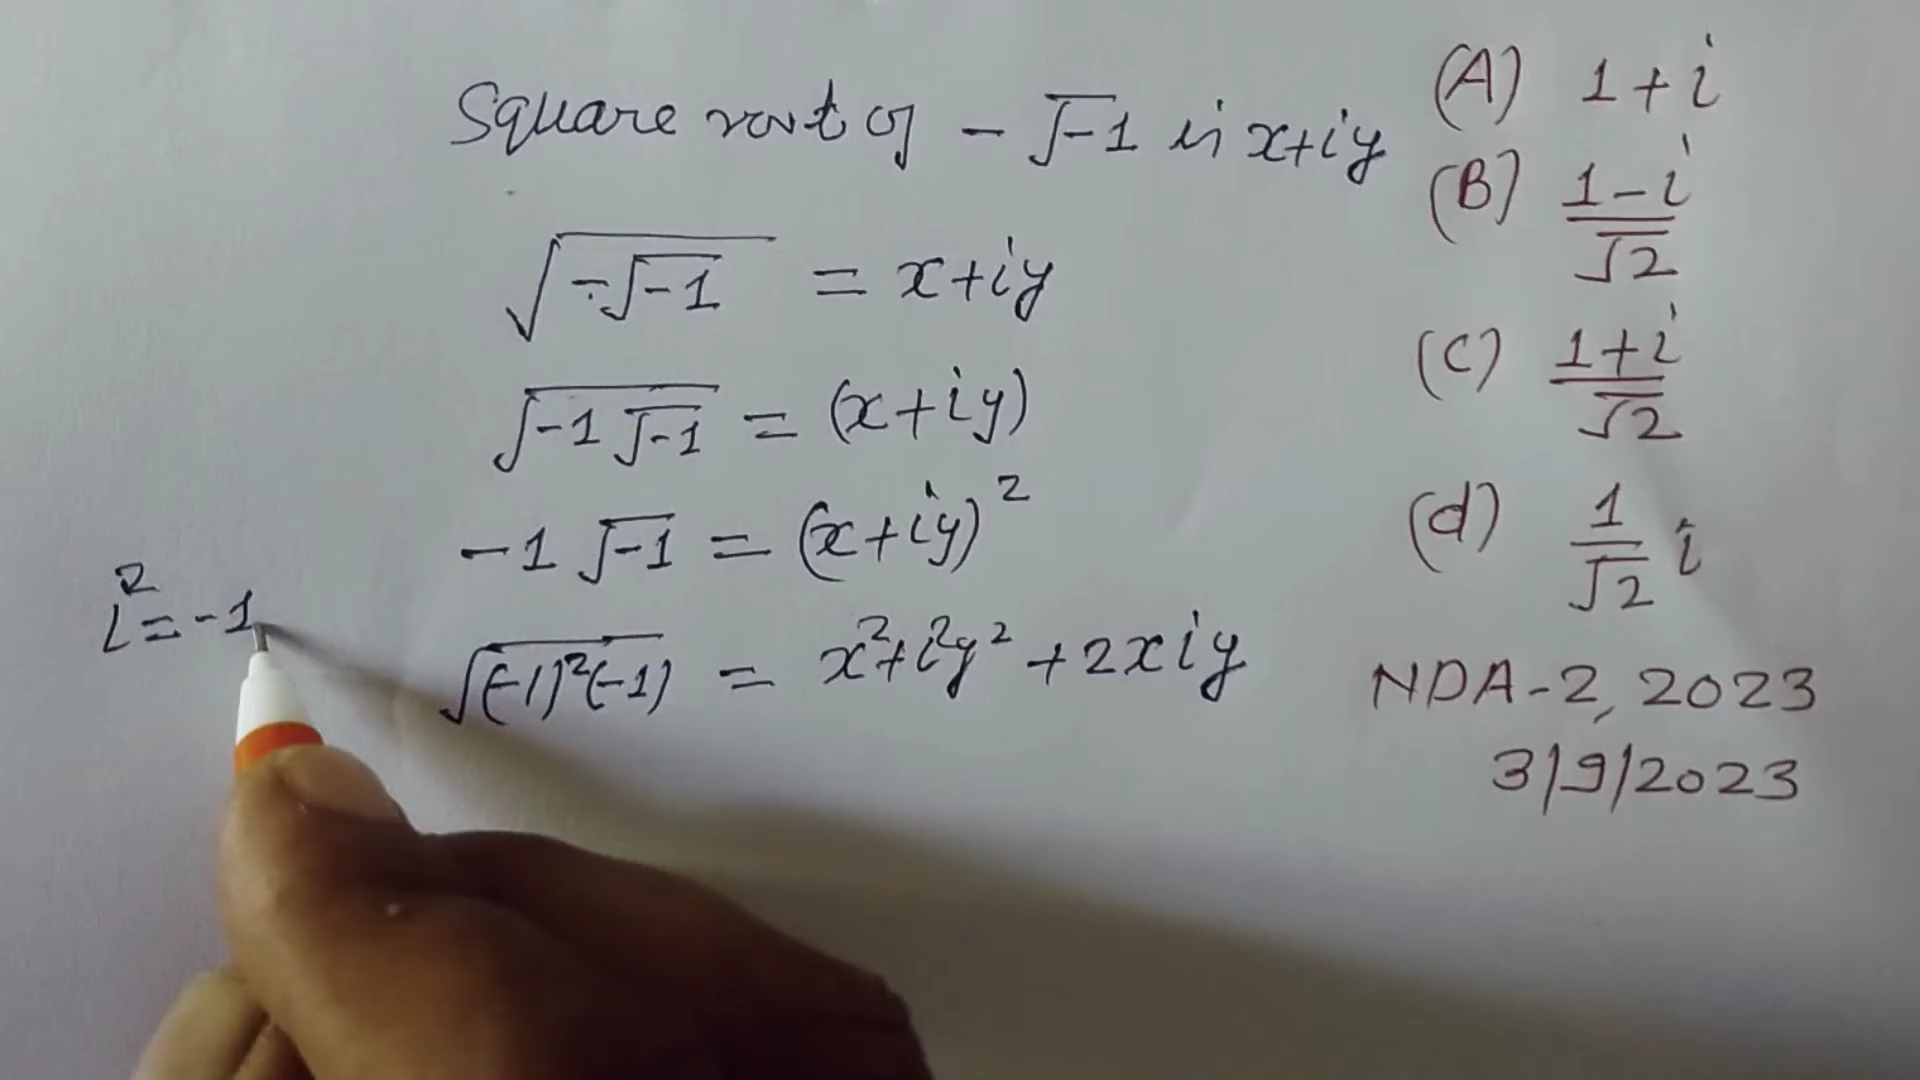 Square root of - √-1 is x+iy
√(-√-1) = x+iy
√(-1√-1) = (x+iy)
-1 √-1 = (x+iy)²
i² = -1
√((-1)²(-1)) = x²+i²y²+2xiy
(A) 1+i
(B) (1-i)/√2
(C) (1+i)/√2
(d) 1/√2 i
NDA-2, 2023
3/9/2023